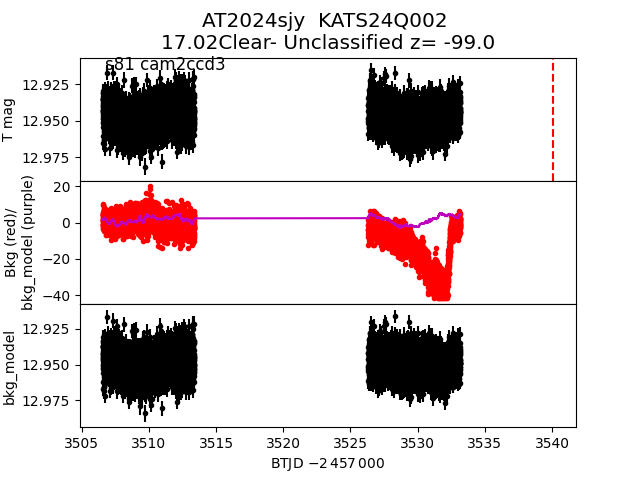 AT2024sjy  KATS24Q002
17.02Clear- Unclassified z= -99.0
s81 cam2ccd3
12.925
12.950
12.975
T mag
20
0
−20
−40
Bkg (red)/
bkg_model (purple)
12.925
12.950
12.975
bkg_model
3505 3510 3515 3520 3525 3530 3535 3540
BTJD −2 457 000